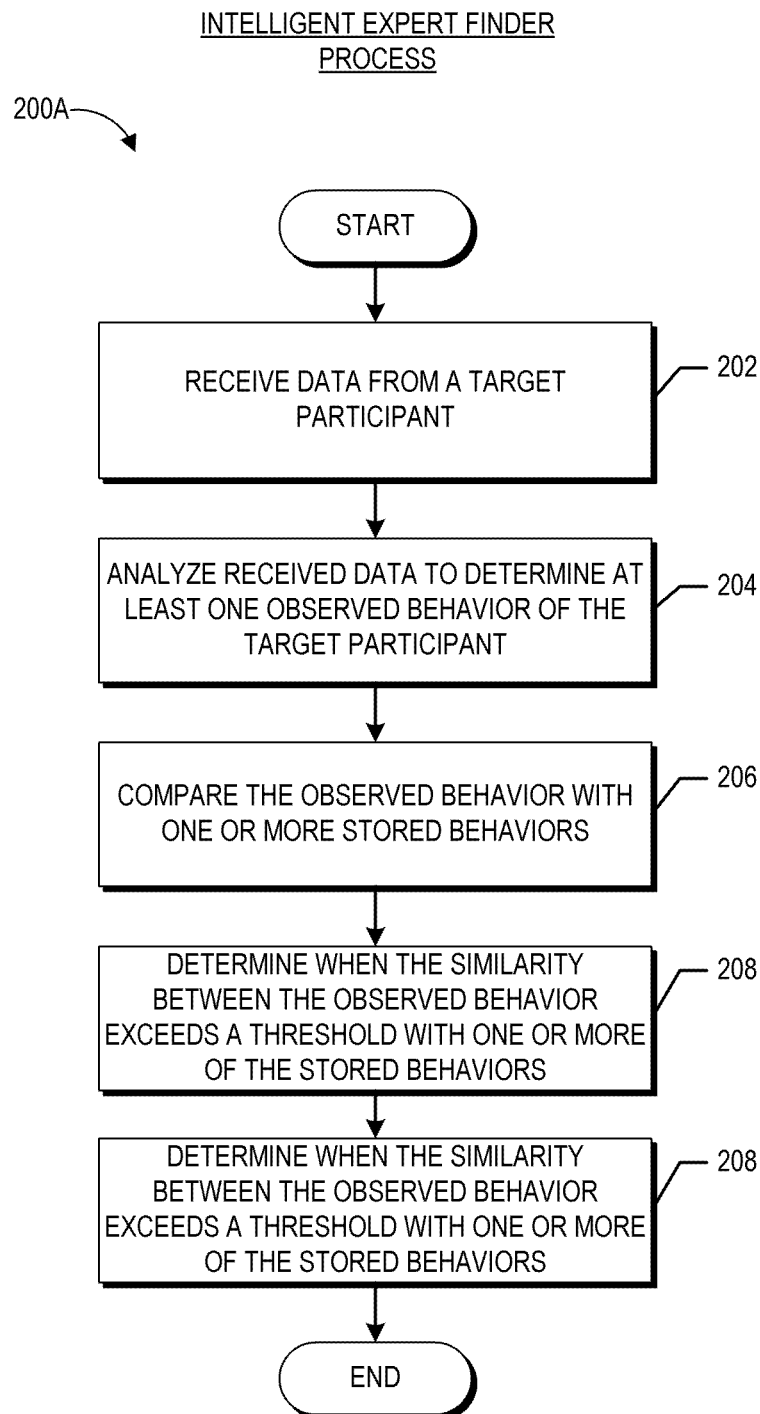 INTELLIGENT EXPERT FINDER
PROCESS
200A
START
RECEIVE DATA FROM A TARGET
PARTICIPANT
202
ANALYZE RECEIVED DATA TO DETERMINE AT
LEAST ONE OBSERVED BEHAVIOR OF THE
TARGET PARTICIPANT
204
COMPARE THE OBSERVED BEHAVIOR WITH
ONE OR MORE STORED BEHAVIORS
206
DETERMINE WHEN THE SIMILARITY
BETWEEN THE OBSERVED BEHAVIOR
EXCEEDS A THRESHOLD WITH ONE OR MORE
OF THE STORED BEHAVIORS
208
DETERMINE WHEN THE SIMILARITY
BETWEEN THE OBSERVED BEHAVIOR
EXCEEDS A THRESHOLD WITH ONE OR MORE
OF THE STORED BEHAVIORS
208
END